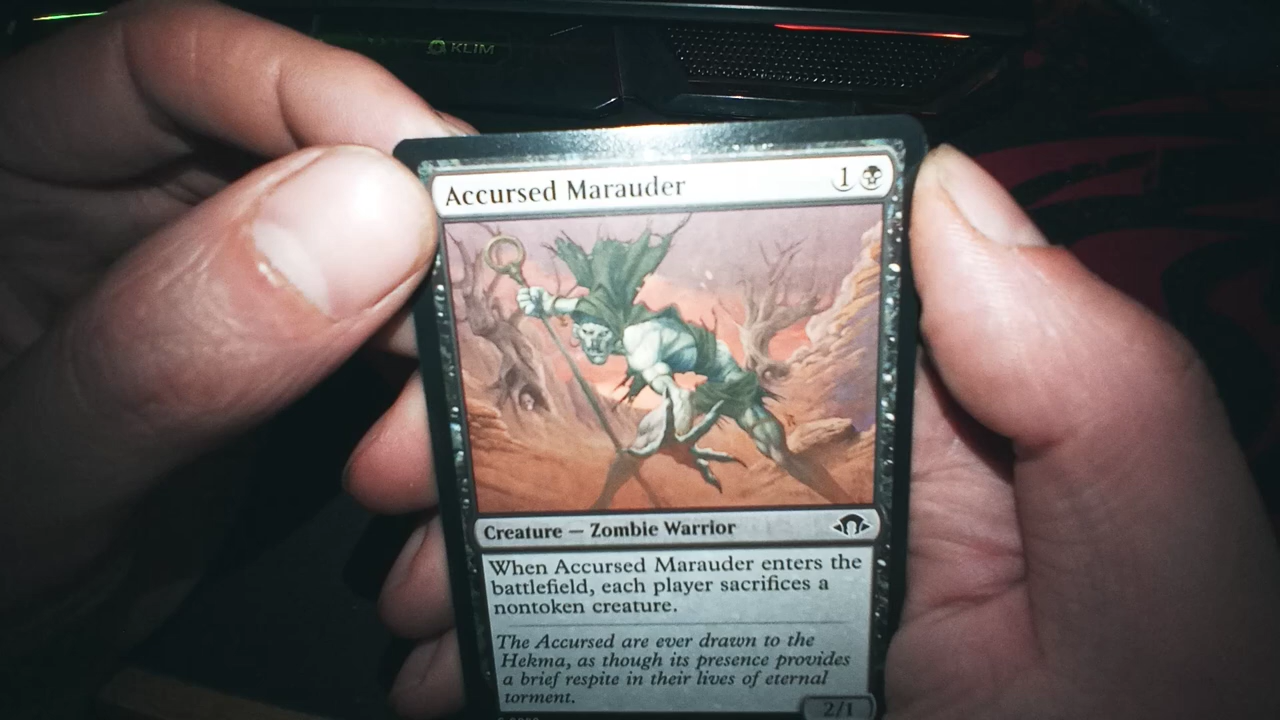 KLIM
Accursed Marauder 1
Creature — Zombie Warrior
When Accursed Marauder enters the
battlefield, each player sacrifices a
nontoken creature.
The Accursed are ever drawn to the
Hekma, as though its presence provides
a brief respite in their lives of eternal
torment.
2/1